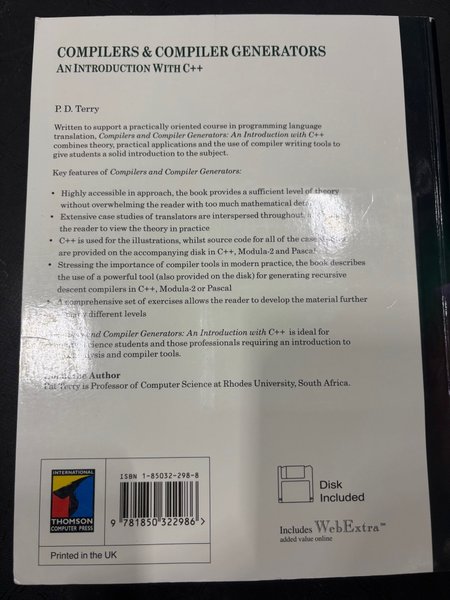 COMPILERS & COMPILER GENERATORS
AN INTRODUCTION WITH C++
P. D. Terry
Written to support a practically oriented course in programming language
translation, Compilers and Compiler Generators: An Introduction with C++
combines theory, practical applications and the use of compiler writing tools to
give students a solid introduction to the subject.
Key features of Compilers and Compiler Generators:
• Highly accessible in approach, the book provides a sufficient level of theory
without overwhelming the reader with too much mathematical
• Extensive case studies of translators are interspersed throughout,
the reader to view the theory in practice
• C++ is used for the illustrations, whilst source code for all of the case
are provided on the accompanying disk in C++, Modula-2 and Pascal
• Stressing the importance of compiler tools in modern practice, the book describes
the use of a powerful tool (also provided on the disk) for generating recursive
descent compilers in C++, Modula-2 or Pascal
• A comprehensive set of exercises allows the reader to develop the material further
different levels
and Compiler Generators: An Introduction with C++ is ideal for
science students and those professionals requiring an introduction to
and compiler tools.
the Author
Pat Terry is Professor of Computer Science at Rhodes University, South Africa.
INTERNATIONAL
THOMSON
COMPUTER PRESS
ISBN 1-85032-298-8
9 781850 322986 >
Printed in the UK
Disk
Included
Includes WebExtra™
added value online